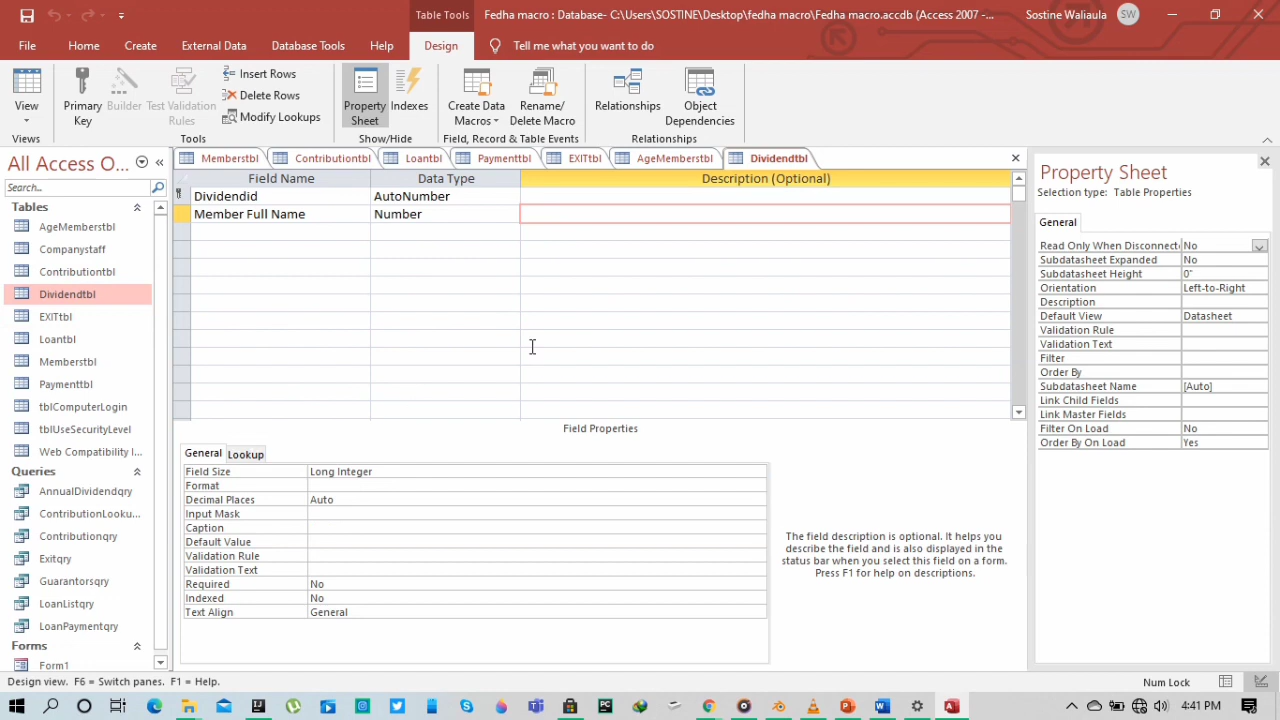 Table Tools
Fedha macro : Database- C:\Users\SOSTINE\Desktop\fedha macro\Fedha macro.accdb (Access 2007 -...
Sostine Waliaula SW
File Home Create External Data Database Tools Help Design Tell me what you want to do
View
Primary Key
Builder
Test Validation Rules
Insert Rows
Delete Rows
Modify Lookups
Property Sheet
Indexes
Create Data Macros
Rename/ Delete Macro
Relationships
Object Dependencies
Views Tools Show/Hide Field, Record & Table Events Relationships
All Access O...
Search...
Tables
AgeMemberstbl
Companystaff
Contributiontbl
Dividendtbl
EXITtbl
Loantbl
Memberstbl
Paymenttbl
tblComputerLogin
tblUseSecurityLevel
Web Compatibility I...
Queries
AnnualDividendqry
ContributionLooku...
Contributionqry
Exitqry
Guarantorsqry
LoanListqry
LoanPaymentqry
Forms
Form1
Memberstbl Contributiontbl Loantbl Paymenttbl EXITtbl AgeMemberstbl Dividendtbl
Field Name Data Type Description (Optional)
Dividendid AutoNumber
Member Full Name Number
Field Properties
General Lookup
Field Size Long Integer
Format
Decimal Places Auto
Input Mask
Caption
Default Value
Validation Rule
Validation Text
Required No
Indexed No
Text Align General
The field description is optional. It helps you
describe the field and is also displayed in the
status bar when you select this field on a form.
Press F1 for help on descriptions.
Property Sheet
Selection type: Table Properties
General
Read Only When Disconnect No
Subdatasheet Expanded No
Subdatasheet Height 0"
Orientation Left-to-Right
Description
Default View Datasheet
Validation Rule
Validation Text
Filter
Order By
Subdatasheet Name [Auto]
Link Child Fields
Link Master Fields
Filter On Load No
Order By On Load Yes
Design view. F6 = Switch panes. F1 = Help.
Num Lock
4:41 PM